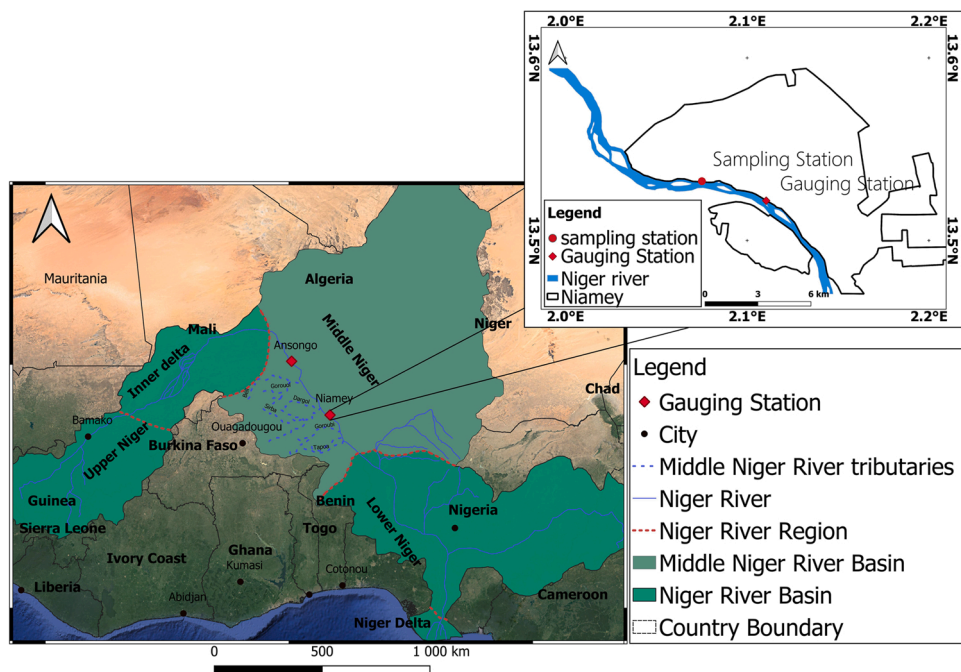 2.0°E 2.1°E 2.2°E
13.6°N 13.6°N
Sampling Station
Gauging Station
13.5°N 13.5°N
Legend
sampling station
Gauging Station
Niger river
Niamey
0 3 6 km
2.0°E 2.1°E 2.2°E
Mauritania
Algeria
Mali
Niger
Middle Niger
Ansongo
Inner delta
Gorouol
Dargol
Sirba
Niamey
Goroubi
Tapoa
Chad
Bamako
Ouagadougou
Upper Niger
Burkina Faso
Guinea
Benin
Nigeria
Sierra Leone
Togo
Lower Niger
Ivory Coast
Ghana
Kumasi
Liberia
Cotonou
Cameroon
Abidjan
Niger Delta
0 500 1 000 km
Legend
Gauging Station
City
Middle Niger River tributaries
Niger River
Niger River Region
Middle Niger River Basin
Niger River Basin
Country Boundary